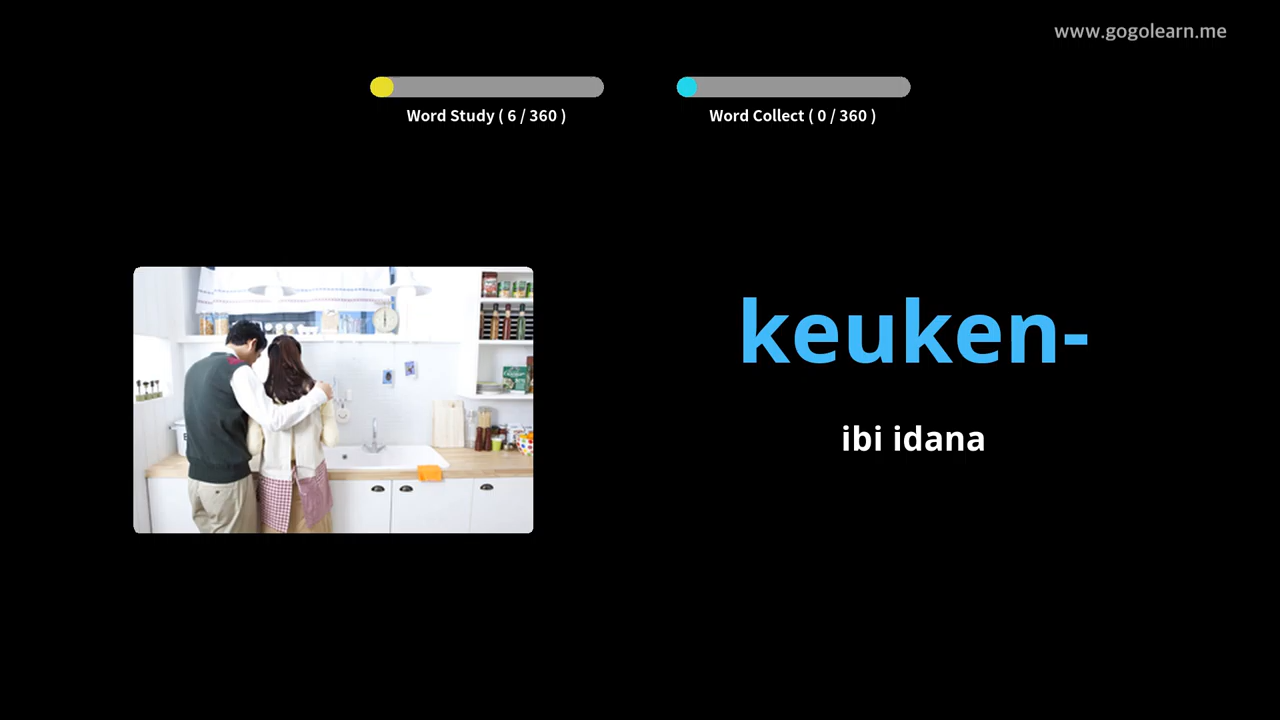 www.gogolearn.me
Word Study ( 6 / 360 )
Word Collect ( 0 / 360 )
keuken-
ibi idana